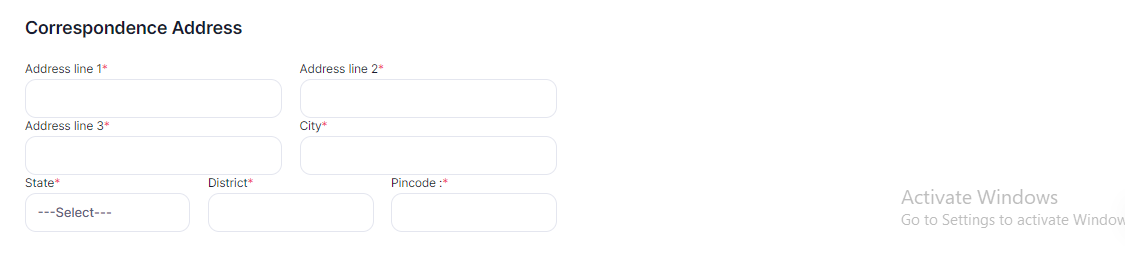 Correspondence Address
Address line 1* Address line 2*
Address line 3* City*
State* District* Pincode :*
---Select---
Activate Windows
Go to Settings to activate Window